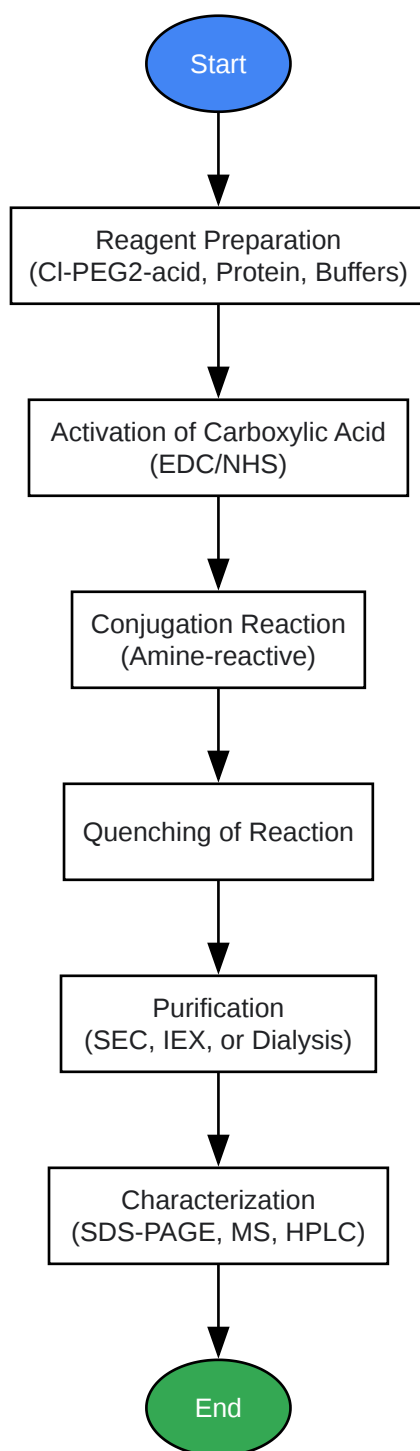 Start
Reagent Preparation
(Cl-PEG2-acid, Protein, Buffers)
Activation of Carboxylic Acid
(EDC/NHS)
Conjugation Reaction
(Amine-reactive)
Quenching of Reaction
Purification
(SEC, IEX, or Dialysis)
Characterization
(SDS-PAGE, MS, HPLC)
End